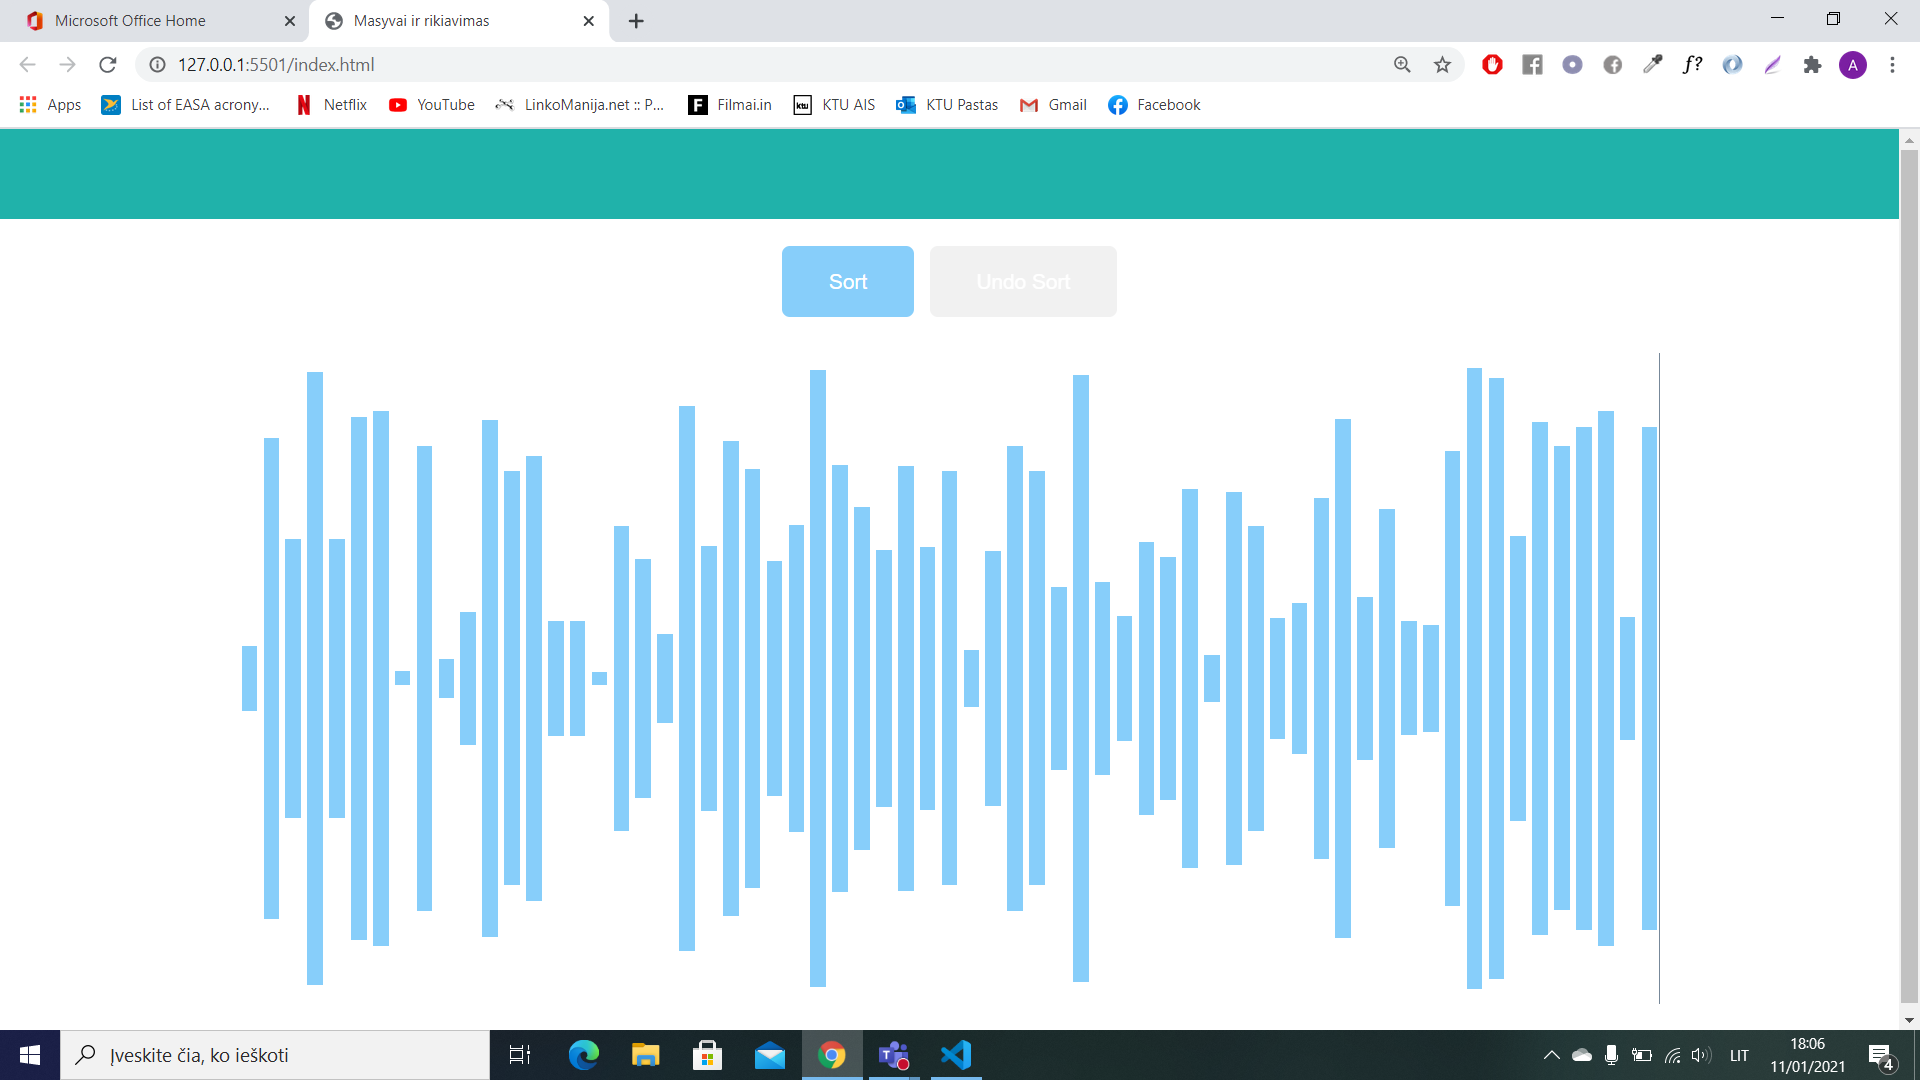 Microsoft Office Home
Masyvai ir rikiavimas
127.0.0.1:5501/index.html
f?
A
Apps
List of EASA acrony...
Netflix
YouTube
LinkoManija.net :: P...
F
Filmai.in
ktu
KTU AIS
KTU Pastas
Gmail
Facebook
Sort
Undo Sort
Įveskite čia, ko ieškoti
LIT
18:06
11/01/2021
4